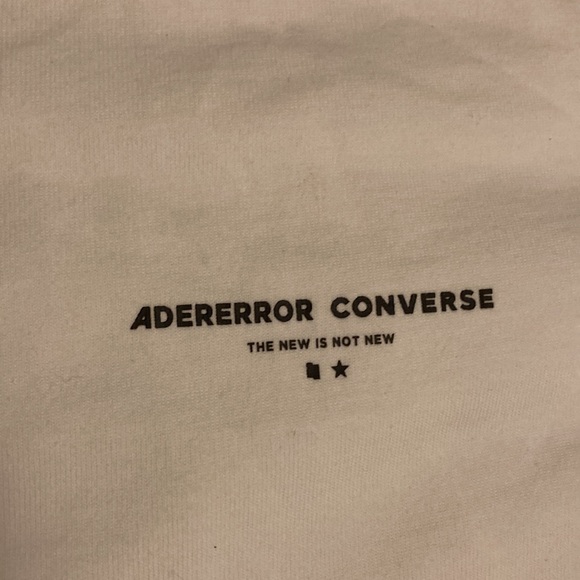 ADERERROR CONVERSE
THE NEW IS NOT NEW